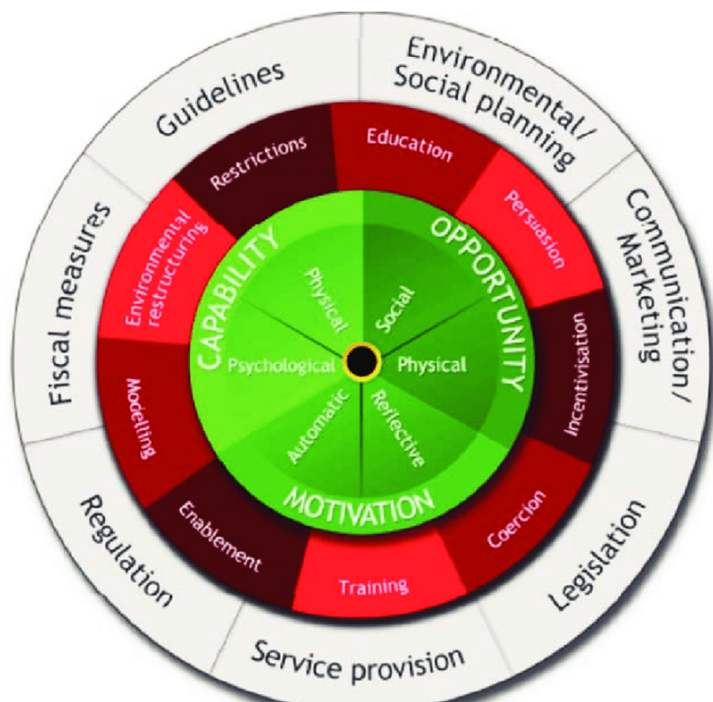 Guidelines
Environmental/
Social planning
Communication/
Marketing
Legislation
Service provision
Regulation
Fiscal measures
Restrictions
Education
Persuasion
Incentivisation
Coercion
Training
Enablement
Modelling
Environmental
restructuring
CAPABILITY
OPPORTUNITY
MOTIVATION
Physical
Social
Psychological
Physical
Automatic
Reflective